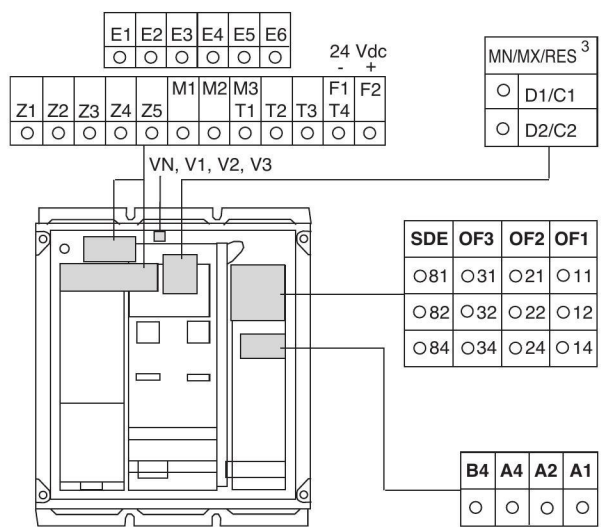 E1 E2 E3 E4 E5 E6
24 Vdc
- +
M1 M2 M3 F1 F2
Z1 Z2 Z3 Z4 Z5 T1 T2 T3 T4
MN/MX/RES 3
D1/C1
D2/C2
VN, V1, V2, V3
SDE OF3 OF2 OF1
81 31 21 11
82 32 22 12
84 34 24 14
B4 A4 A2 A1